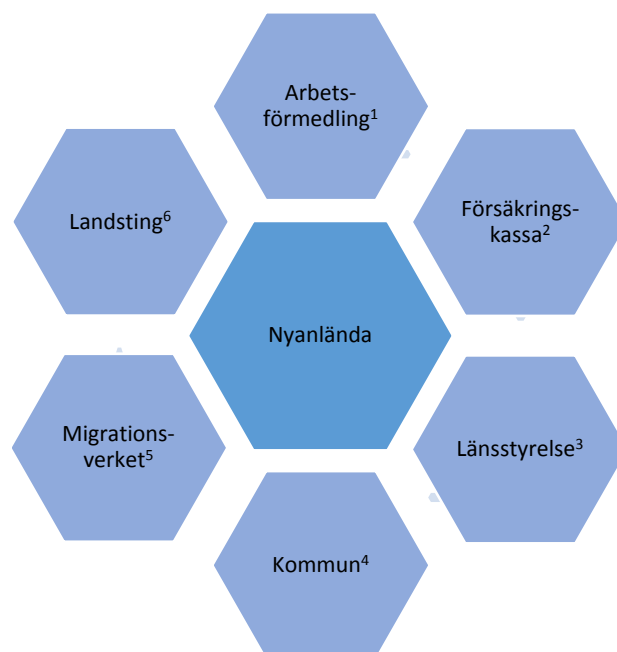 Arbets-
förmedling¹
Försäkrings-
kassa²
Länsstyrelse³
Kommun⁴
Migrations-
verket⁵
Landsting⁶
Nyanlända